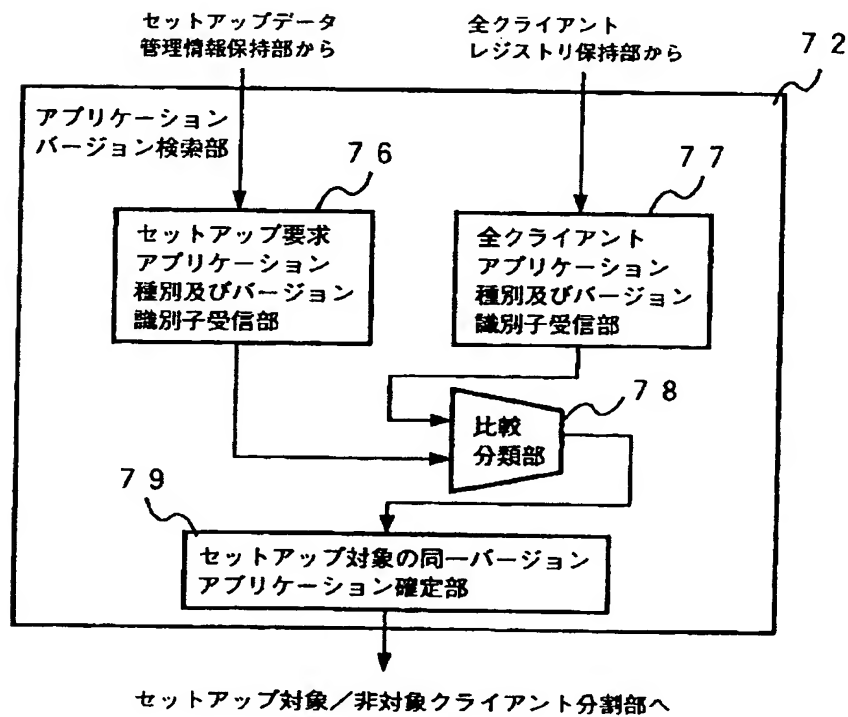 セットアップデータ
管理情報保持部から
全クライアント
レジストリ保持部から
72
アプリケーション
バージョン検索部
76
77
セットアップ要求
アプリケーション
種別及びバージョン
識別子受信部
全クライアント
アプリケーション
種別及びバージョン
識別子受信部
78
比較
分類部
79
セットアップ対象の同一バージョン
アプリケーション確定部
セットアップ対象/非対象クライアント分割部へ